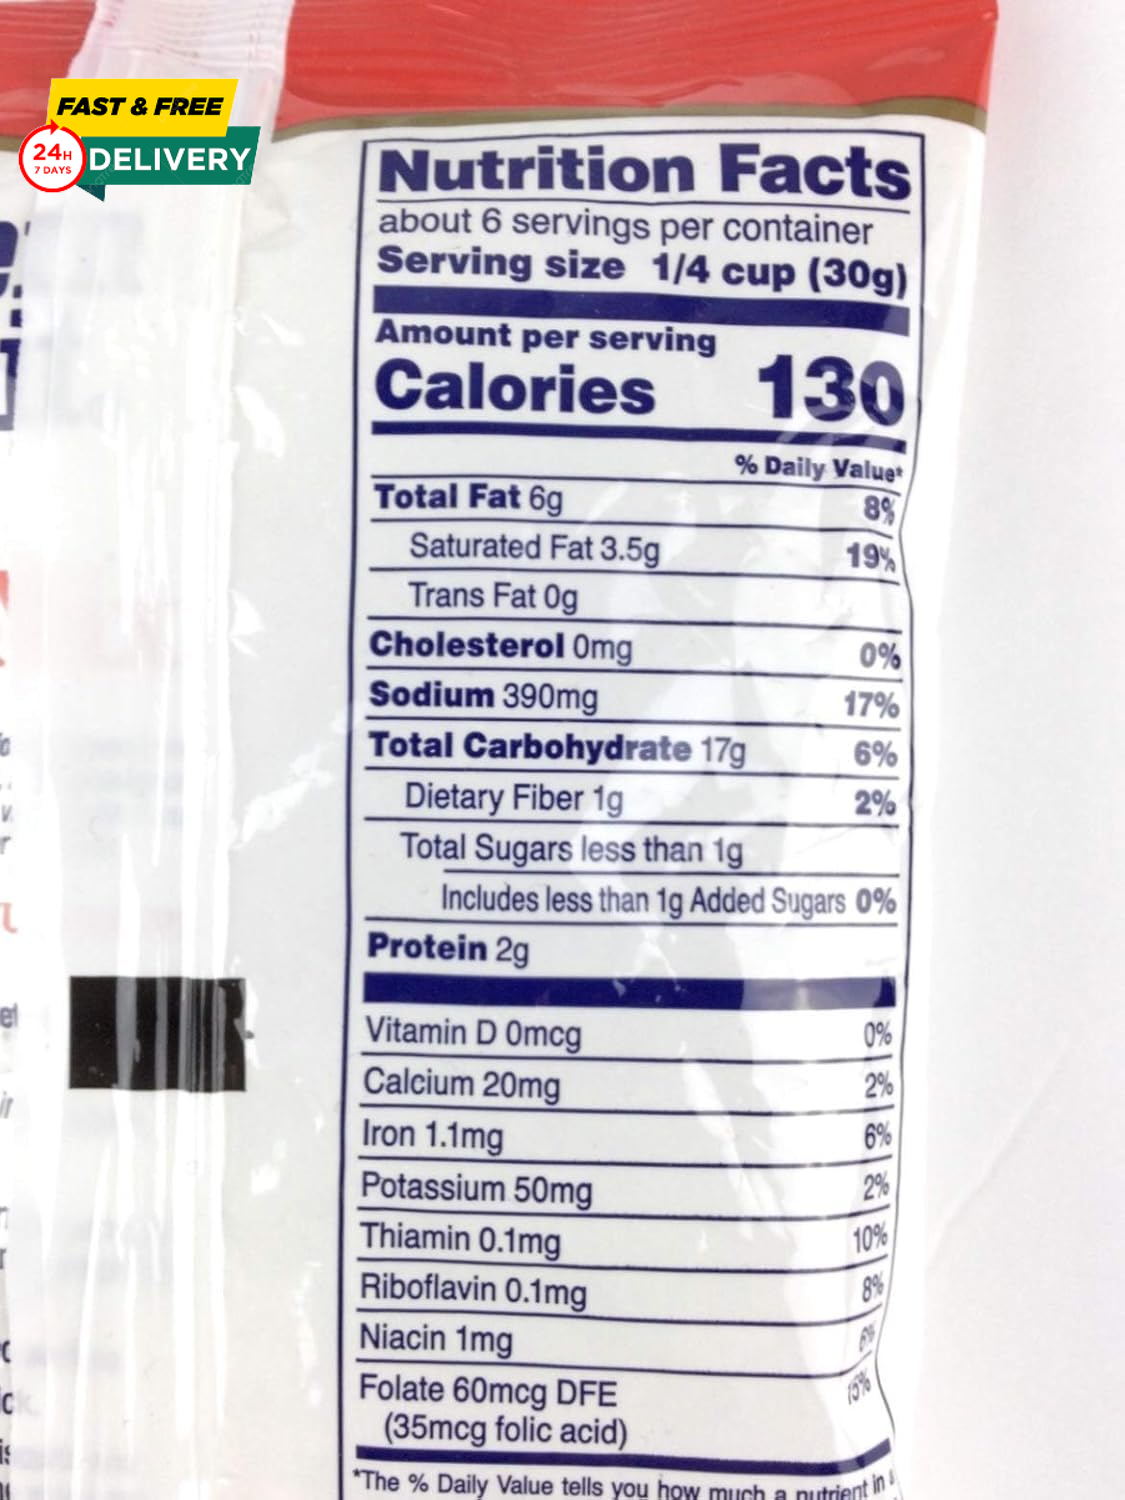 FAST & FREE
24H
7 DAYS
DELIVERY
Nutrition Facts
about 6 servings per container
Serving size 1/4 cup (30g)
Amount per serving
Calories 130
% Daily Value*
Total Fat 6g 8%
Saturated Fat 3.5g 19%
Trans Fat 0g
Cholesterol 0mg 0%
Sodium 390mg 17%
Total Carbohydrate 17g 6%
Dietary Fiber 1g 2%
Total Sugars less than 1g
Includes less than 1g Added Sugars 0%
Protein 2g
Vitamin D 0mcg 0%
Calcium 20mg 2%
Iron 1.1mg 6%
Potassium 50mg 2%
Thiamin 0.1mg 10%
Riboflavin 0.1mg 8%
Niacin 1mg 6%
Folate 60mcg DFE 15%
(35mcg folic acid)
*The % Daily Value tells you how much a nutrient in a